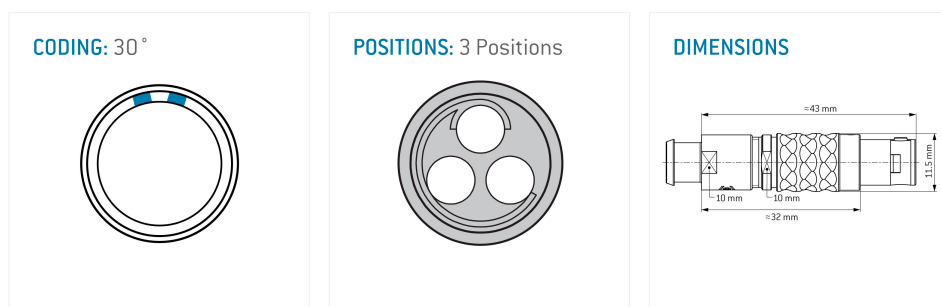 CODING: 30°
POSITIONS: 3 Positions
DIMENSIONS
≈43 mm
11.5 mm
10 mm
10 mm
≈32 mm